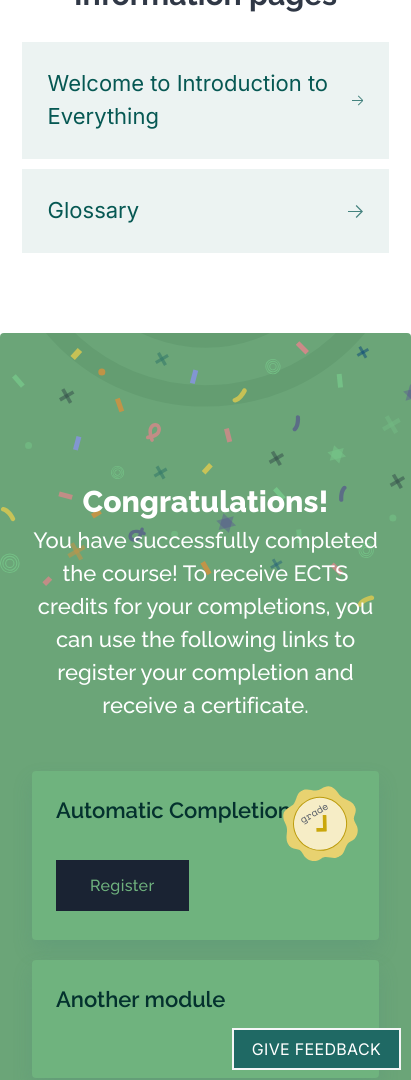 information pages
Welcome to Introduction to
Everything
Glossary
Congratulations!
You have successfully completed
the course! To receive ECTS
credits for your completions, you
can use the following links to
register your completion and
receive a certificate.
Automatic Completion
grade
Register
Another module
GIVE FEEDBACK